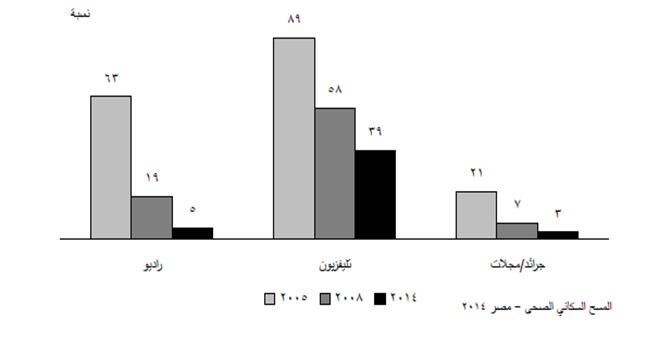 نسبة
٨٩
٦٣
٥٨
٣٩
١٩
٥
٢١
٧
٣
راديو
تليفزيون
جرائد/مجلات
٢٠٠٥ ٢٠٠٨ ٢٠١٤
المسح السكاني الصحى - مصر ٢٠١٤